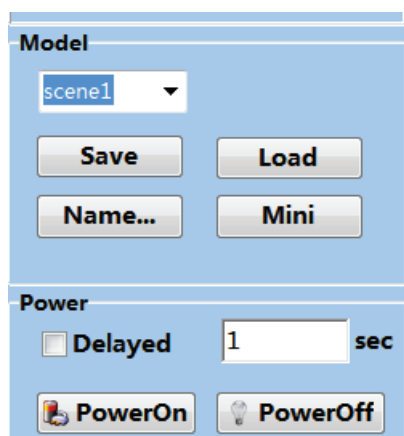 Model
scene1
Save Load
Name... Mini
Power
Delayed 1 sec
PowerOn PowerOff